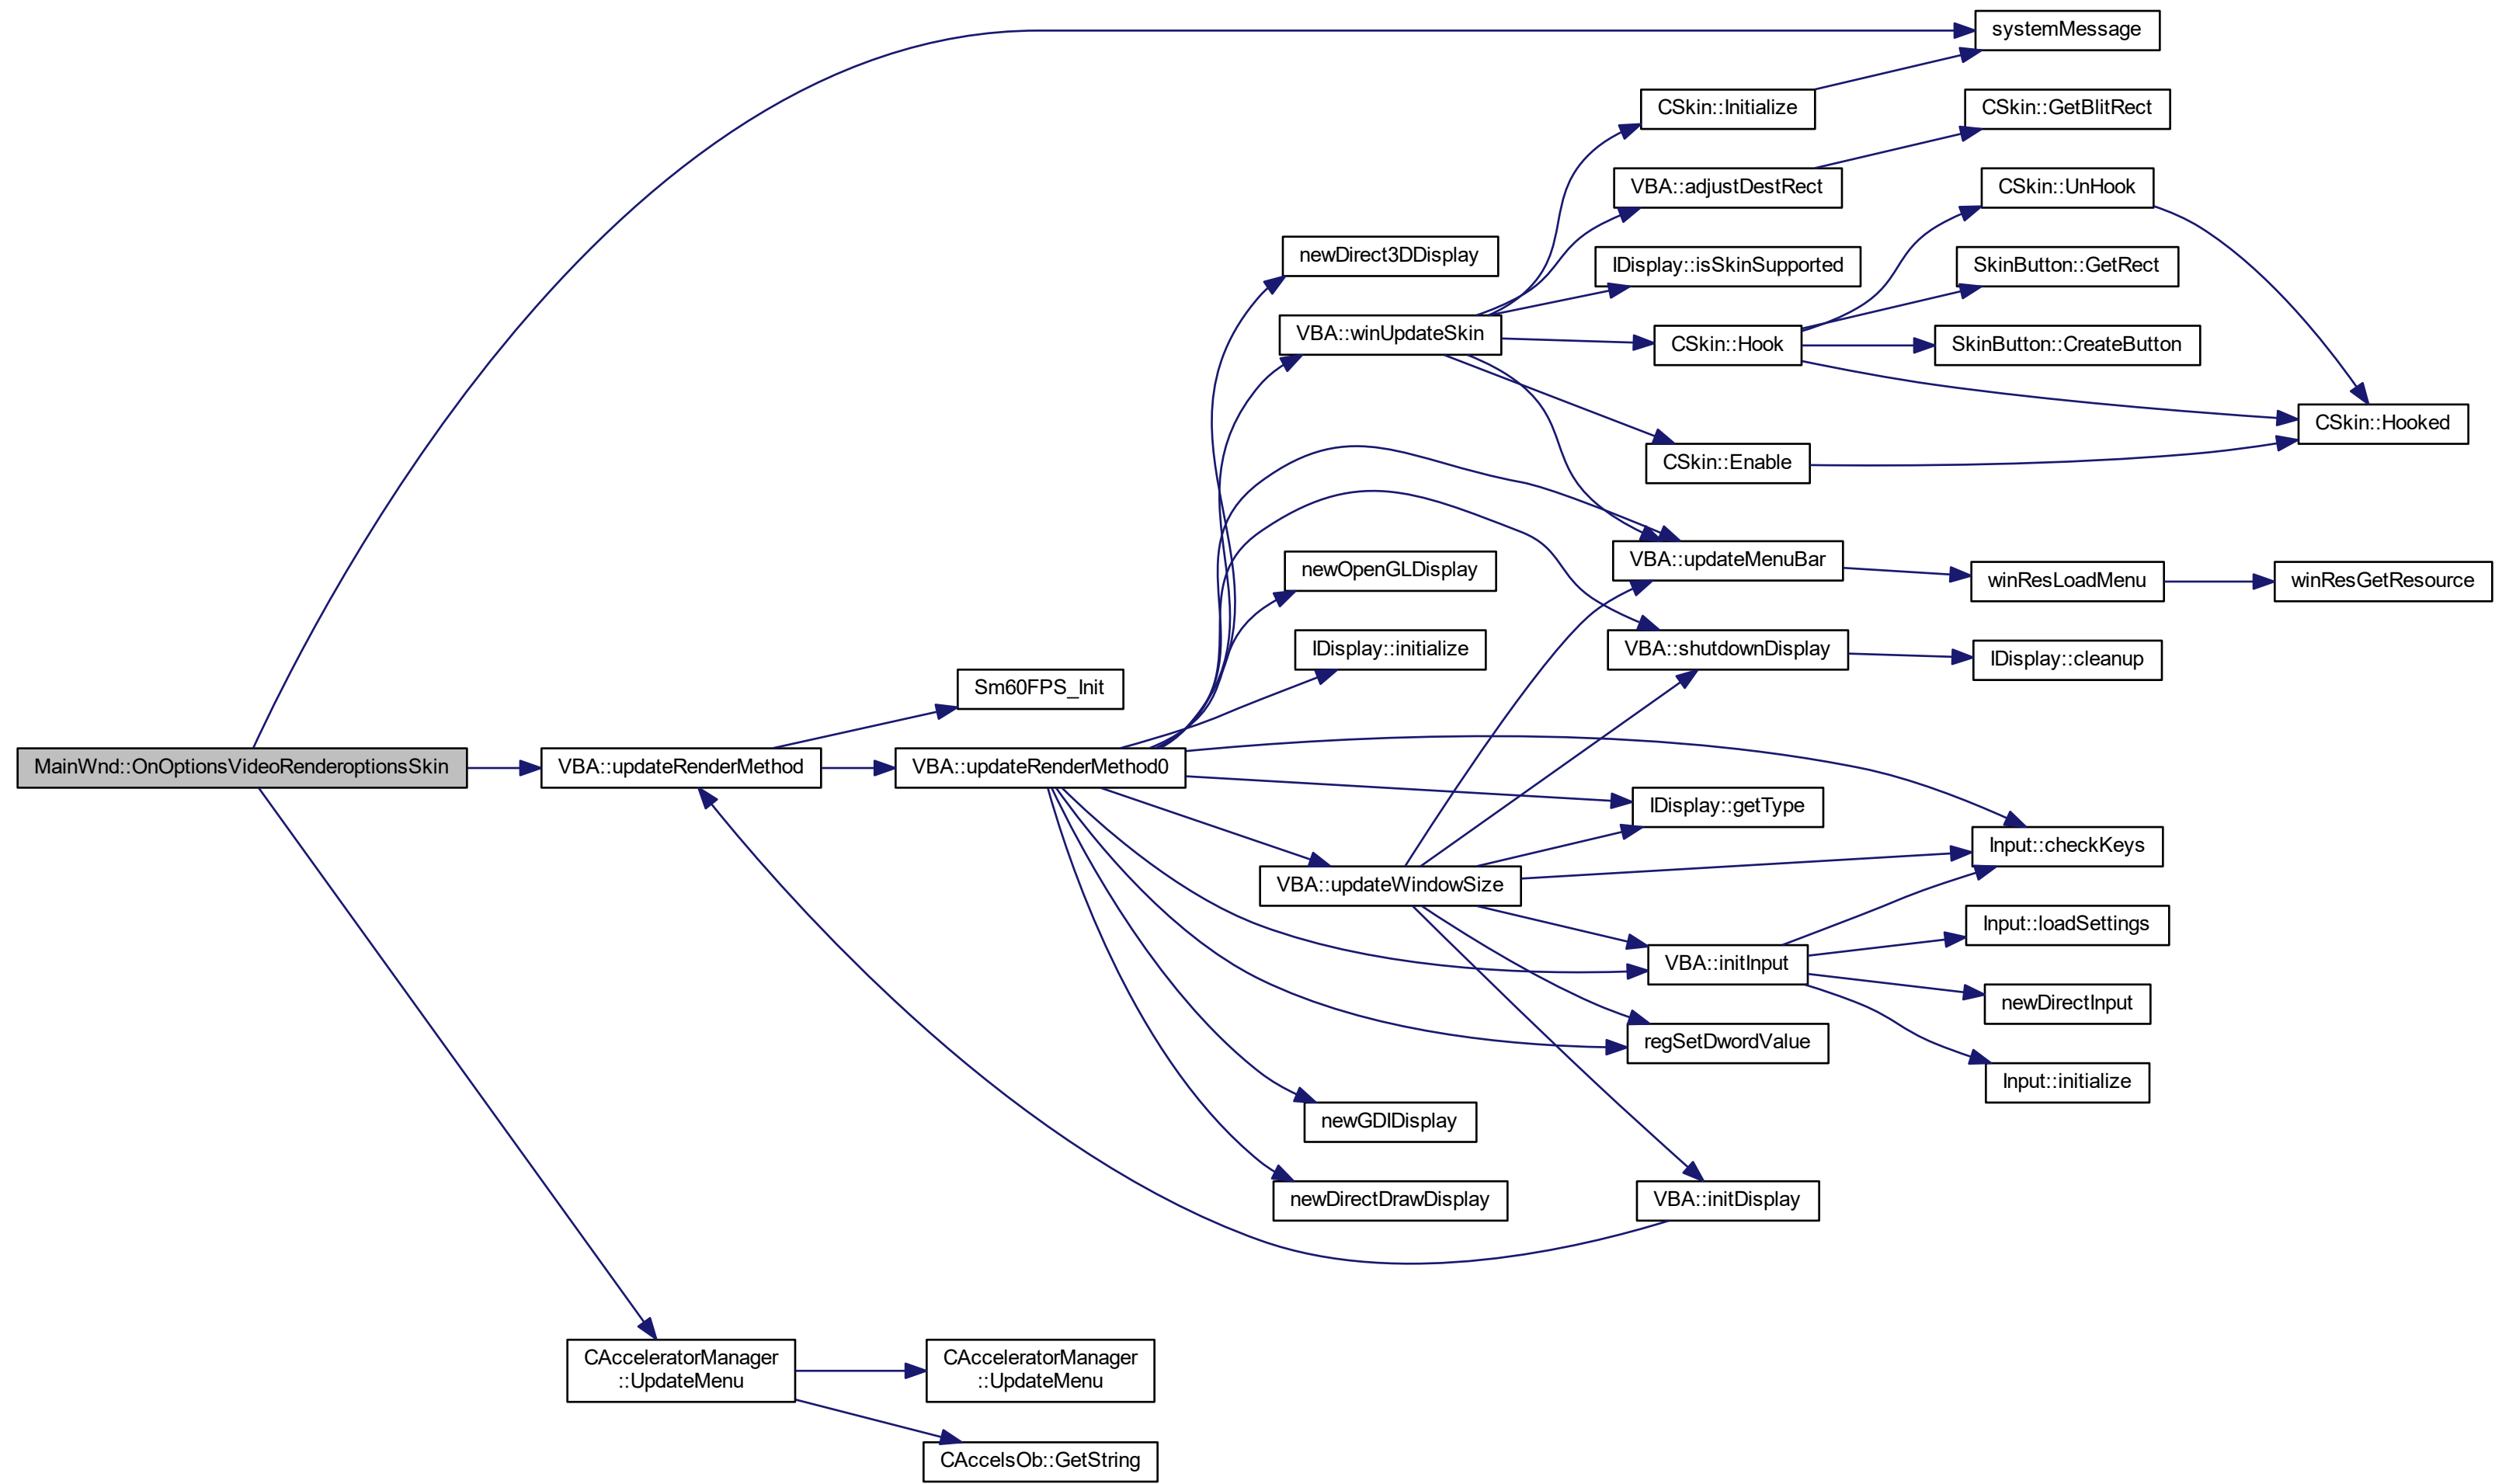 systemMessage
CSkin::Initialize
CSkin::GetBlitRect
VBA::adjustDestRect
CSkin::UnHook
newDirect3DDisplay
IDisplay::isSkinSupported
SkinButton::GetRect
VBA::winUpdateSkin
CSkin::Hook
SkinButton::CreateButton
CSkin::Hooked
CSkin::Enable
newOpenGLDisplay
VBA::updateMenuBar
winResLoadMenu
winResGetResource
IDisplay::initialize
VBA::shutdownDisplay
IDisplay::cleanup
Sm60FPS_Init
MainWnd::OnOptionsVideoRenderoptionsSkin
VBA::updateRenderMethod
VBA::updateRenderMethod0
IDisplay::getType
Input::checkKeys
VBA::updateWindowSize
Input::loadSettings
VBA::initInput
newDirectInput
regSetDwordValue
Input::initialize
newGDIDisplay
newDirectDrawDisplay
VBA::initDisplay
CAcceleratorManager
::UpdateMenu
CAcceleratorManager
::UpdateMenu
CAccelsOb::GetString